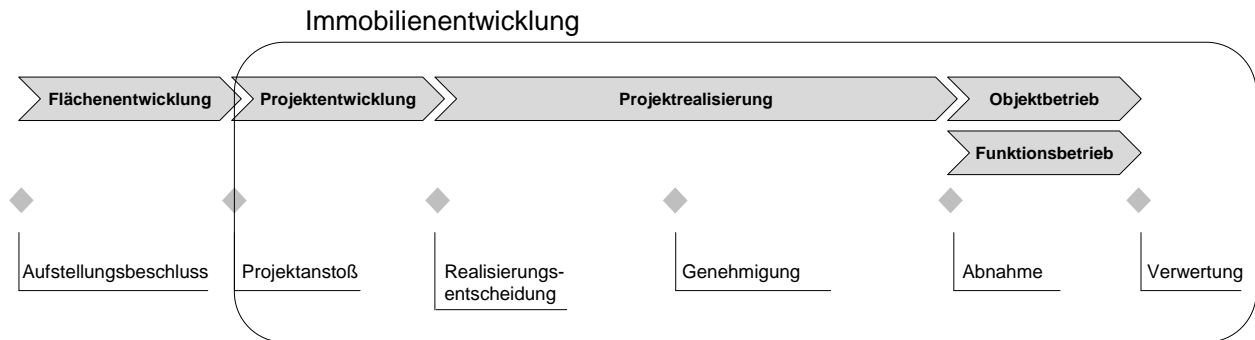 Immobilienentwicklung
Flächenentwicklung
Projektentwicklung
Projektrealisierung
Objektbetrieb
Funktionsbetrieb
Aufstellungsbeschluss
Projektanstoß
Realisierungs-
entscheidung
Genehmigung
Abnahme
Verwertung